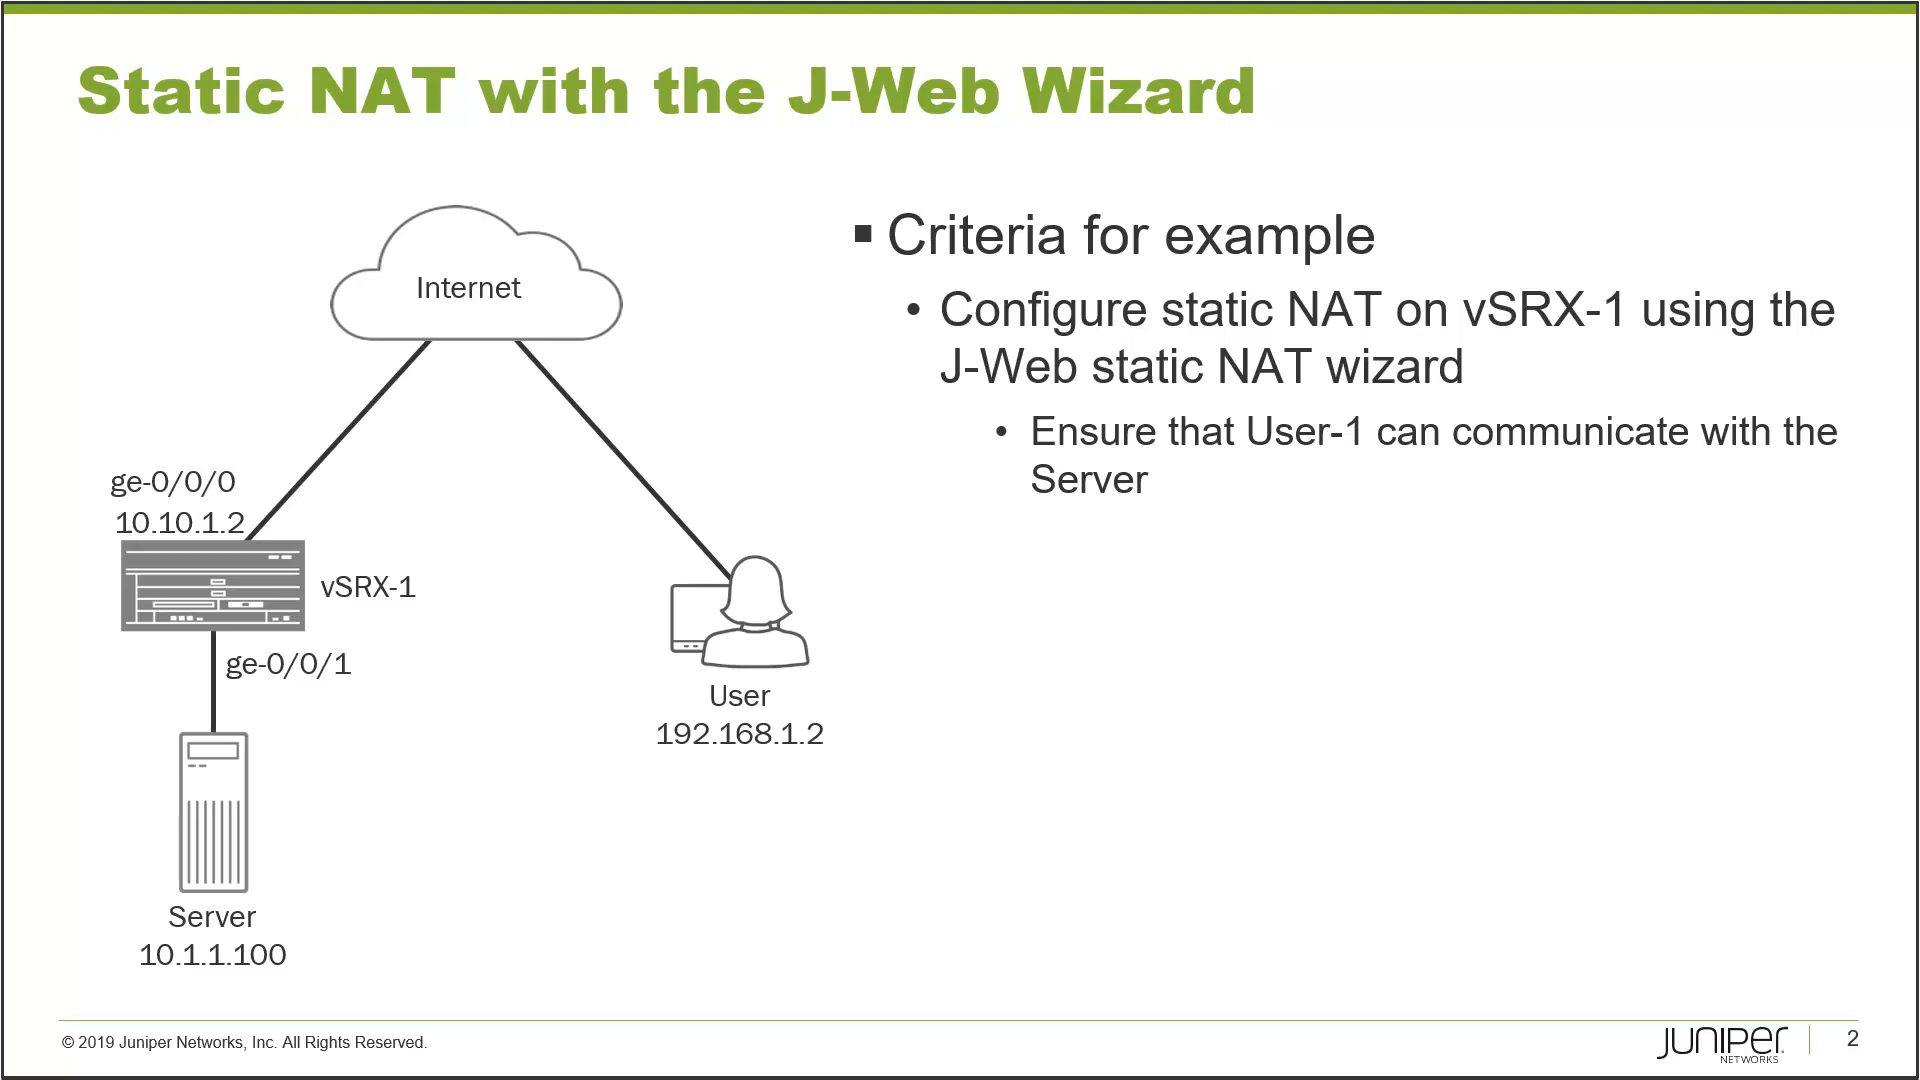 Static NAT with the J-Web Wizard
Internet
ge-0/0/0
10.10.1.2
vSRX-1
ge-0/0/1
Server
10.1.1.100
User
192.168.1.2
▪ Criteria for example
• Configure static NAT on vSRX-1 using the
J-Web static NAT wizard
• Ensure that User-1 can communicate with the
Server
© 2019 Juniper Networks, Inc. All Rights Reserved.
JUNIPER
NETWORKS
2